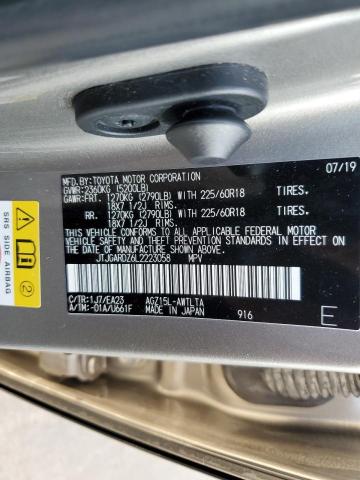 MFD.BY:TOYOTA MOTOR CORPORATION 07/19
GVWR:2360KG (5200LB)
GAWR:FRT. 1270KG (2790LB) WITH 225/60R18 TIRES.
18X7 1/2J RIMS.
RR. 1270KG (2790LB) WITH 225/60R18 TIRES.
18X7 1/2J RIMS.
THIS VEHICLE CONFORMS TO ALL APPLICABLE FEDERAL MOTOR
VEHICLE SAFETY, BUMPER, AND THEFT PREVENTION STANDARDS IN EFFECT ON
THE DATE OF MANUFACTURE SHOWN ABOVE.
JTJGARDZ6L2223058 MPV
C/TR:1J7/EA23 AGZ15L-AWTLTA
A/TM:-01A/U661F MADE IN JAPAN 916
E
SRS SIDE AIRBAG
2